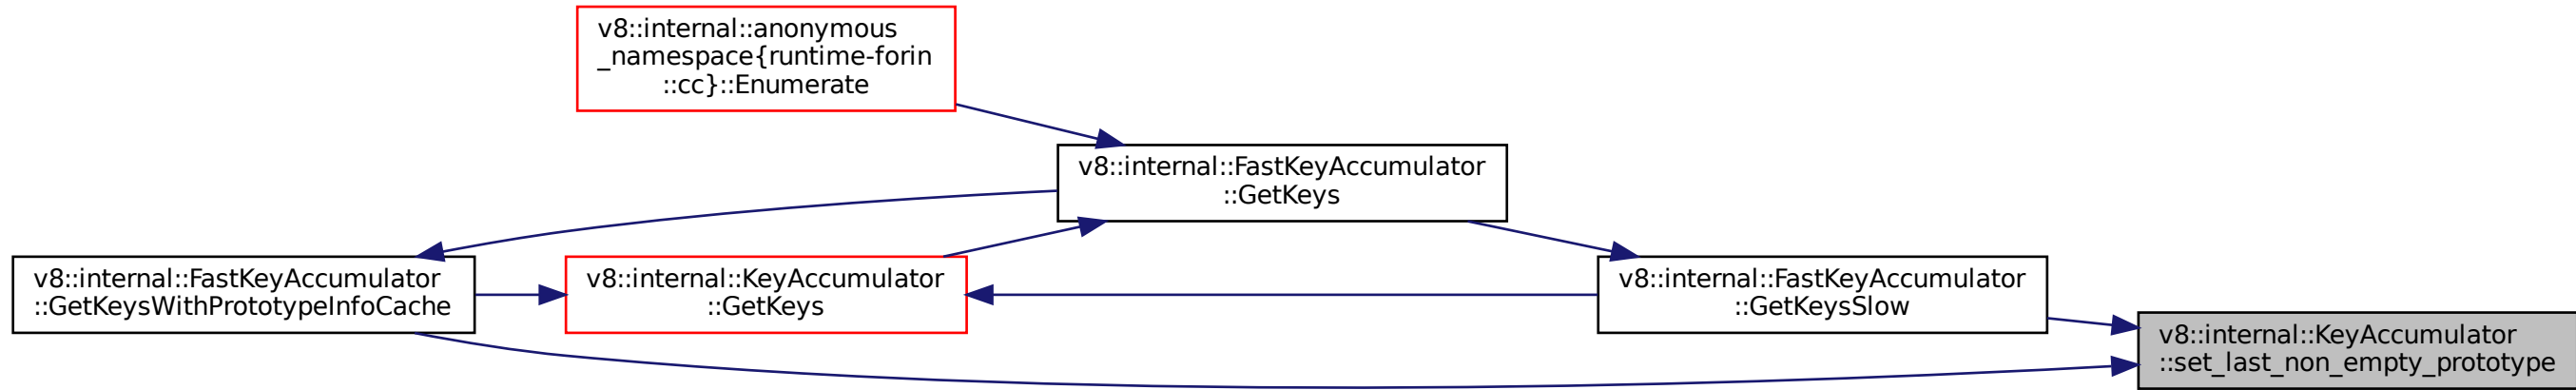 v8::internal::anonymous
_namespace{runtime-forin
::cc}::Enumerate
v8::internal::FastKeyAccumulator
::GetKeys
v8::internal::FastKeyAccumulator
::GetKeysWithPrototypeInfoCache
v8::internal::KeyAccumulator
::GetKeys
v8::internal::FastKeyAccumulator
::GetKeysSlow
v8::internal::KeyAccumulator
::set_last_non_empty_prototype